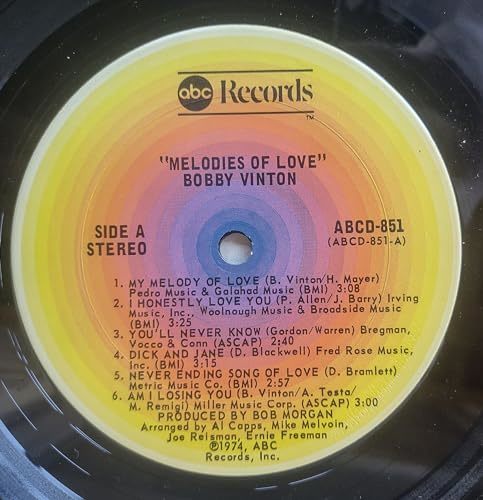 abc Records
TM
"MELODIES OF LOVE"
BOBBY VINTON
SIDE A
STEREO
ABCD-851
(ABCD-851-A)
1. MY MELODY OF LOVE (B. Vinton/H. Mayer)
Pedro Music & Galahad Music (BMI) 3:08
2. I HONESTLY LOVE YOU (P. Allen/J. Barry) Irving
Music, Inc., Woolnough Music & Broadside Music
(BMI) 3:25
3. YOU'LL NEVER KNOW (Gordon/Warren) Bregman,
Vocco & Conn (ASCAP) 2:40
4. DICK AND JANE (D. Blackwell) Fred Rose Music,
Inc. (BMI) 3:15
5. NEVER ENDING SONG OF LOVE (D. Bramlett)
Metric Music Co. (BMI) 2:57
6. AM I LOSING YOU (B. Vinton/A. Testa/
M. Remigi) Miller Music Corp. (ASCAP) 3:00
PRODUCED BY BOB MORGAN
Arranged by Al Capps, Mike Melvoin,
Joe Reisman, Ernie Freeman
℗1974, ABC
Records, Inc.